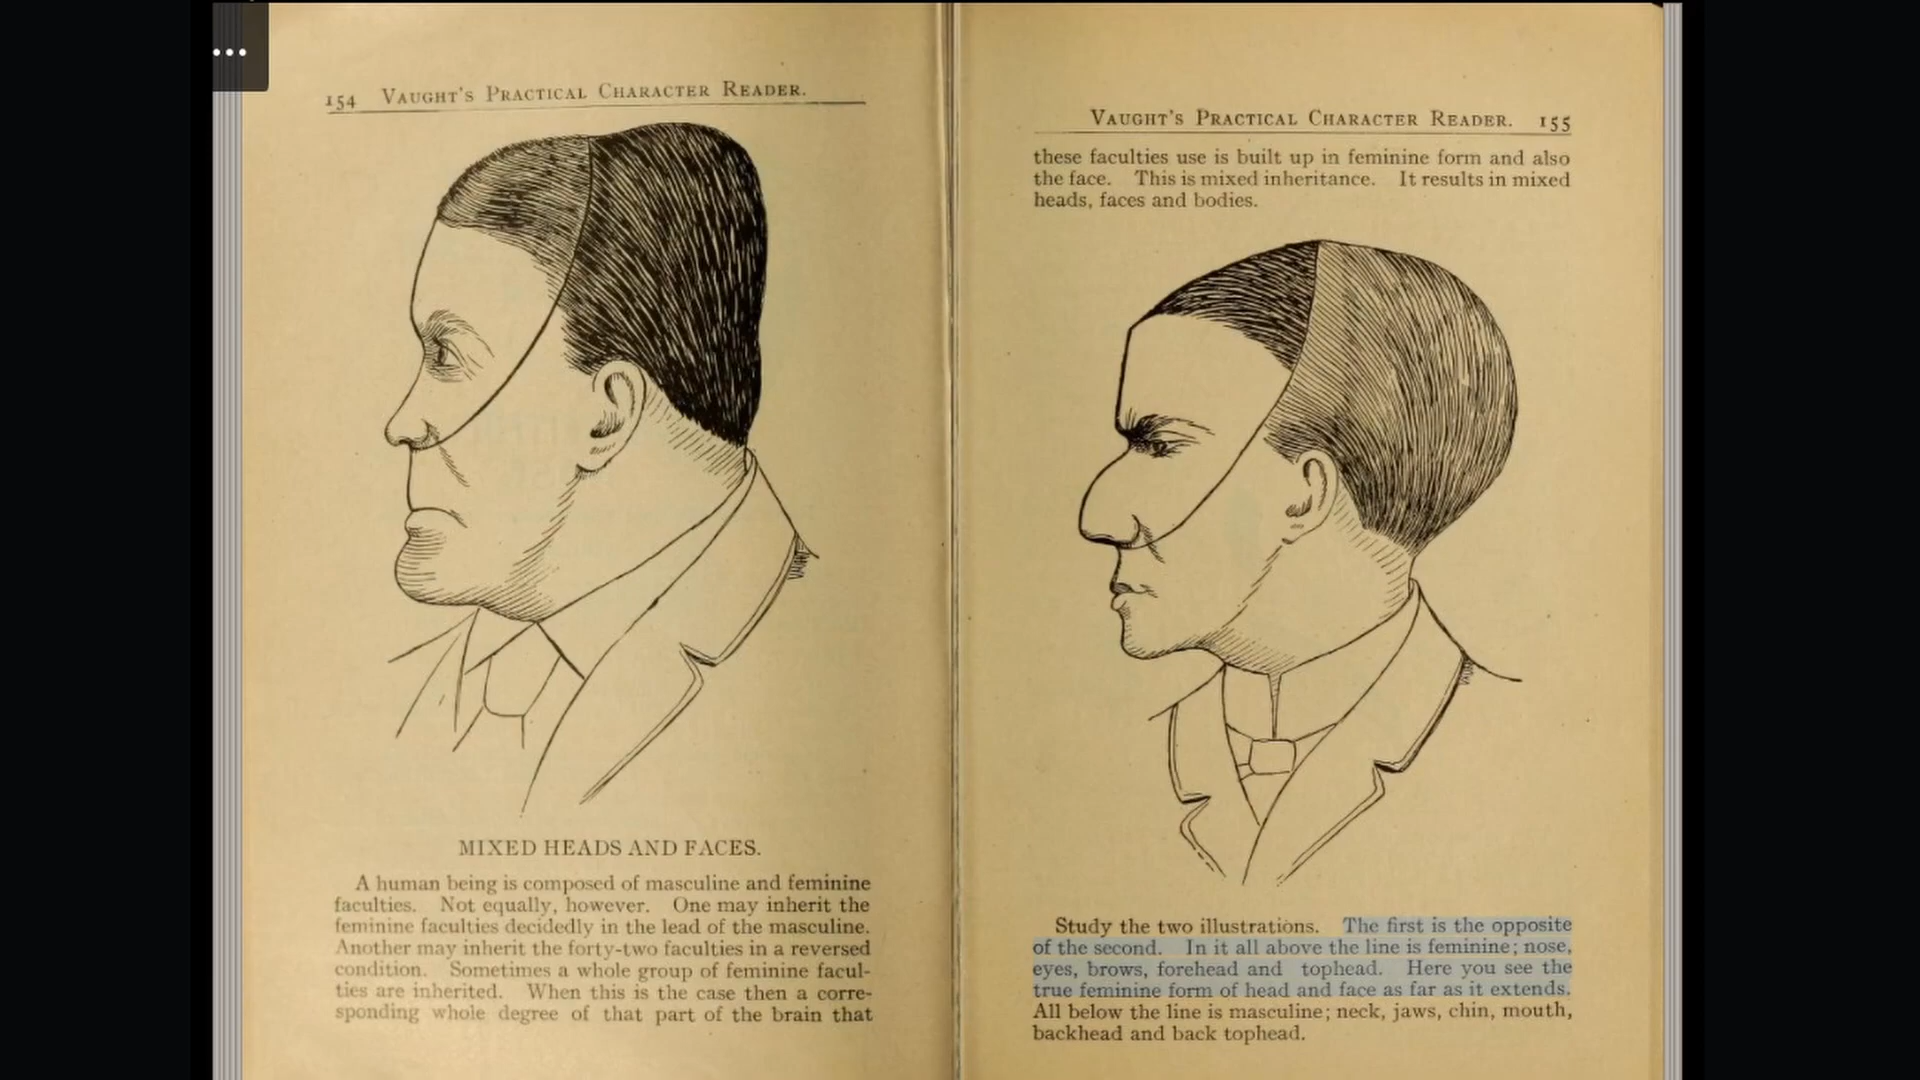 154 VAUGHT'S PRACTICAL CHARACTER READER.
MIXED HEADS AND FACES.
A human being is composed of masculine and feminine
faculties. Not equally, however. One may inherit the
feminine faculties decidedly in the lead of the masculine.
Another may inherit the forty-two faculties in a reversed
condition. Sometimes a whole group of feminine facul-
ties are inherited. When this is the case then a corre-
sponding whole degree of that part of the brain that
VAUGHT'S PRACTICAL CHARACTER READER. 155
these faculties use is built up in feminine form and also
the face. This is mixed inheritance. It results in mixed
heads, faces and bodies.
Study the two illustrations. The first is the opposite
of the second. In it all above the line is feminine; nose,
eyes, brows, forehead and tophead. Here you see the
true feminine form of head and face as far as it extends.
All below the line is masculine; neck, jaws, chin, mouth,
backhead and back tophead.